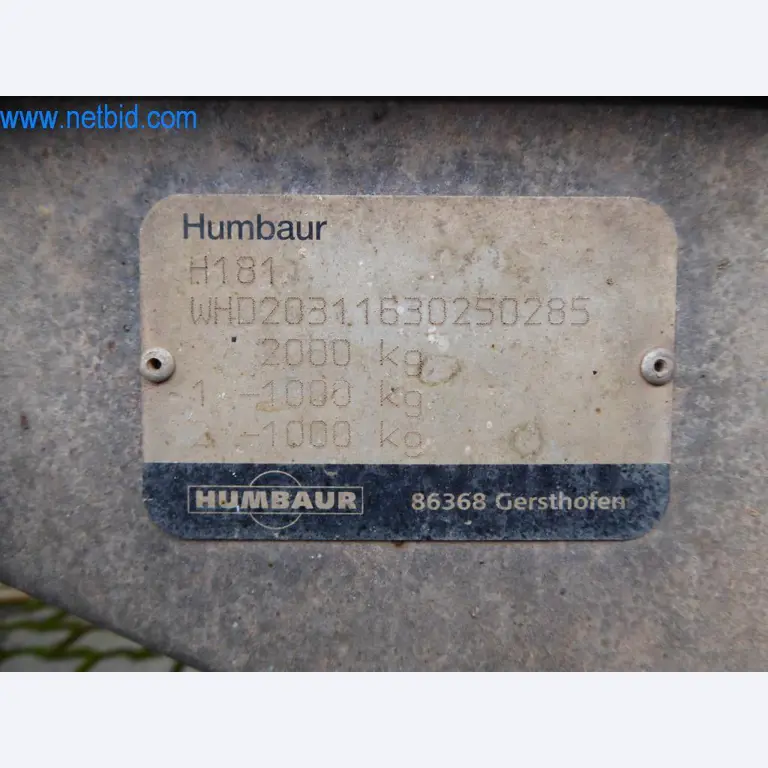 www.netbid.com
Humbaur
H181
WHD20311630250285
2000 kg
1 -1000 kg
-1000 kg
HUMBAUR 86368 Gersthofen